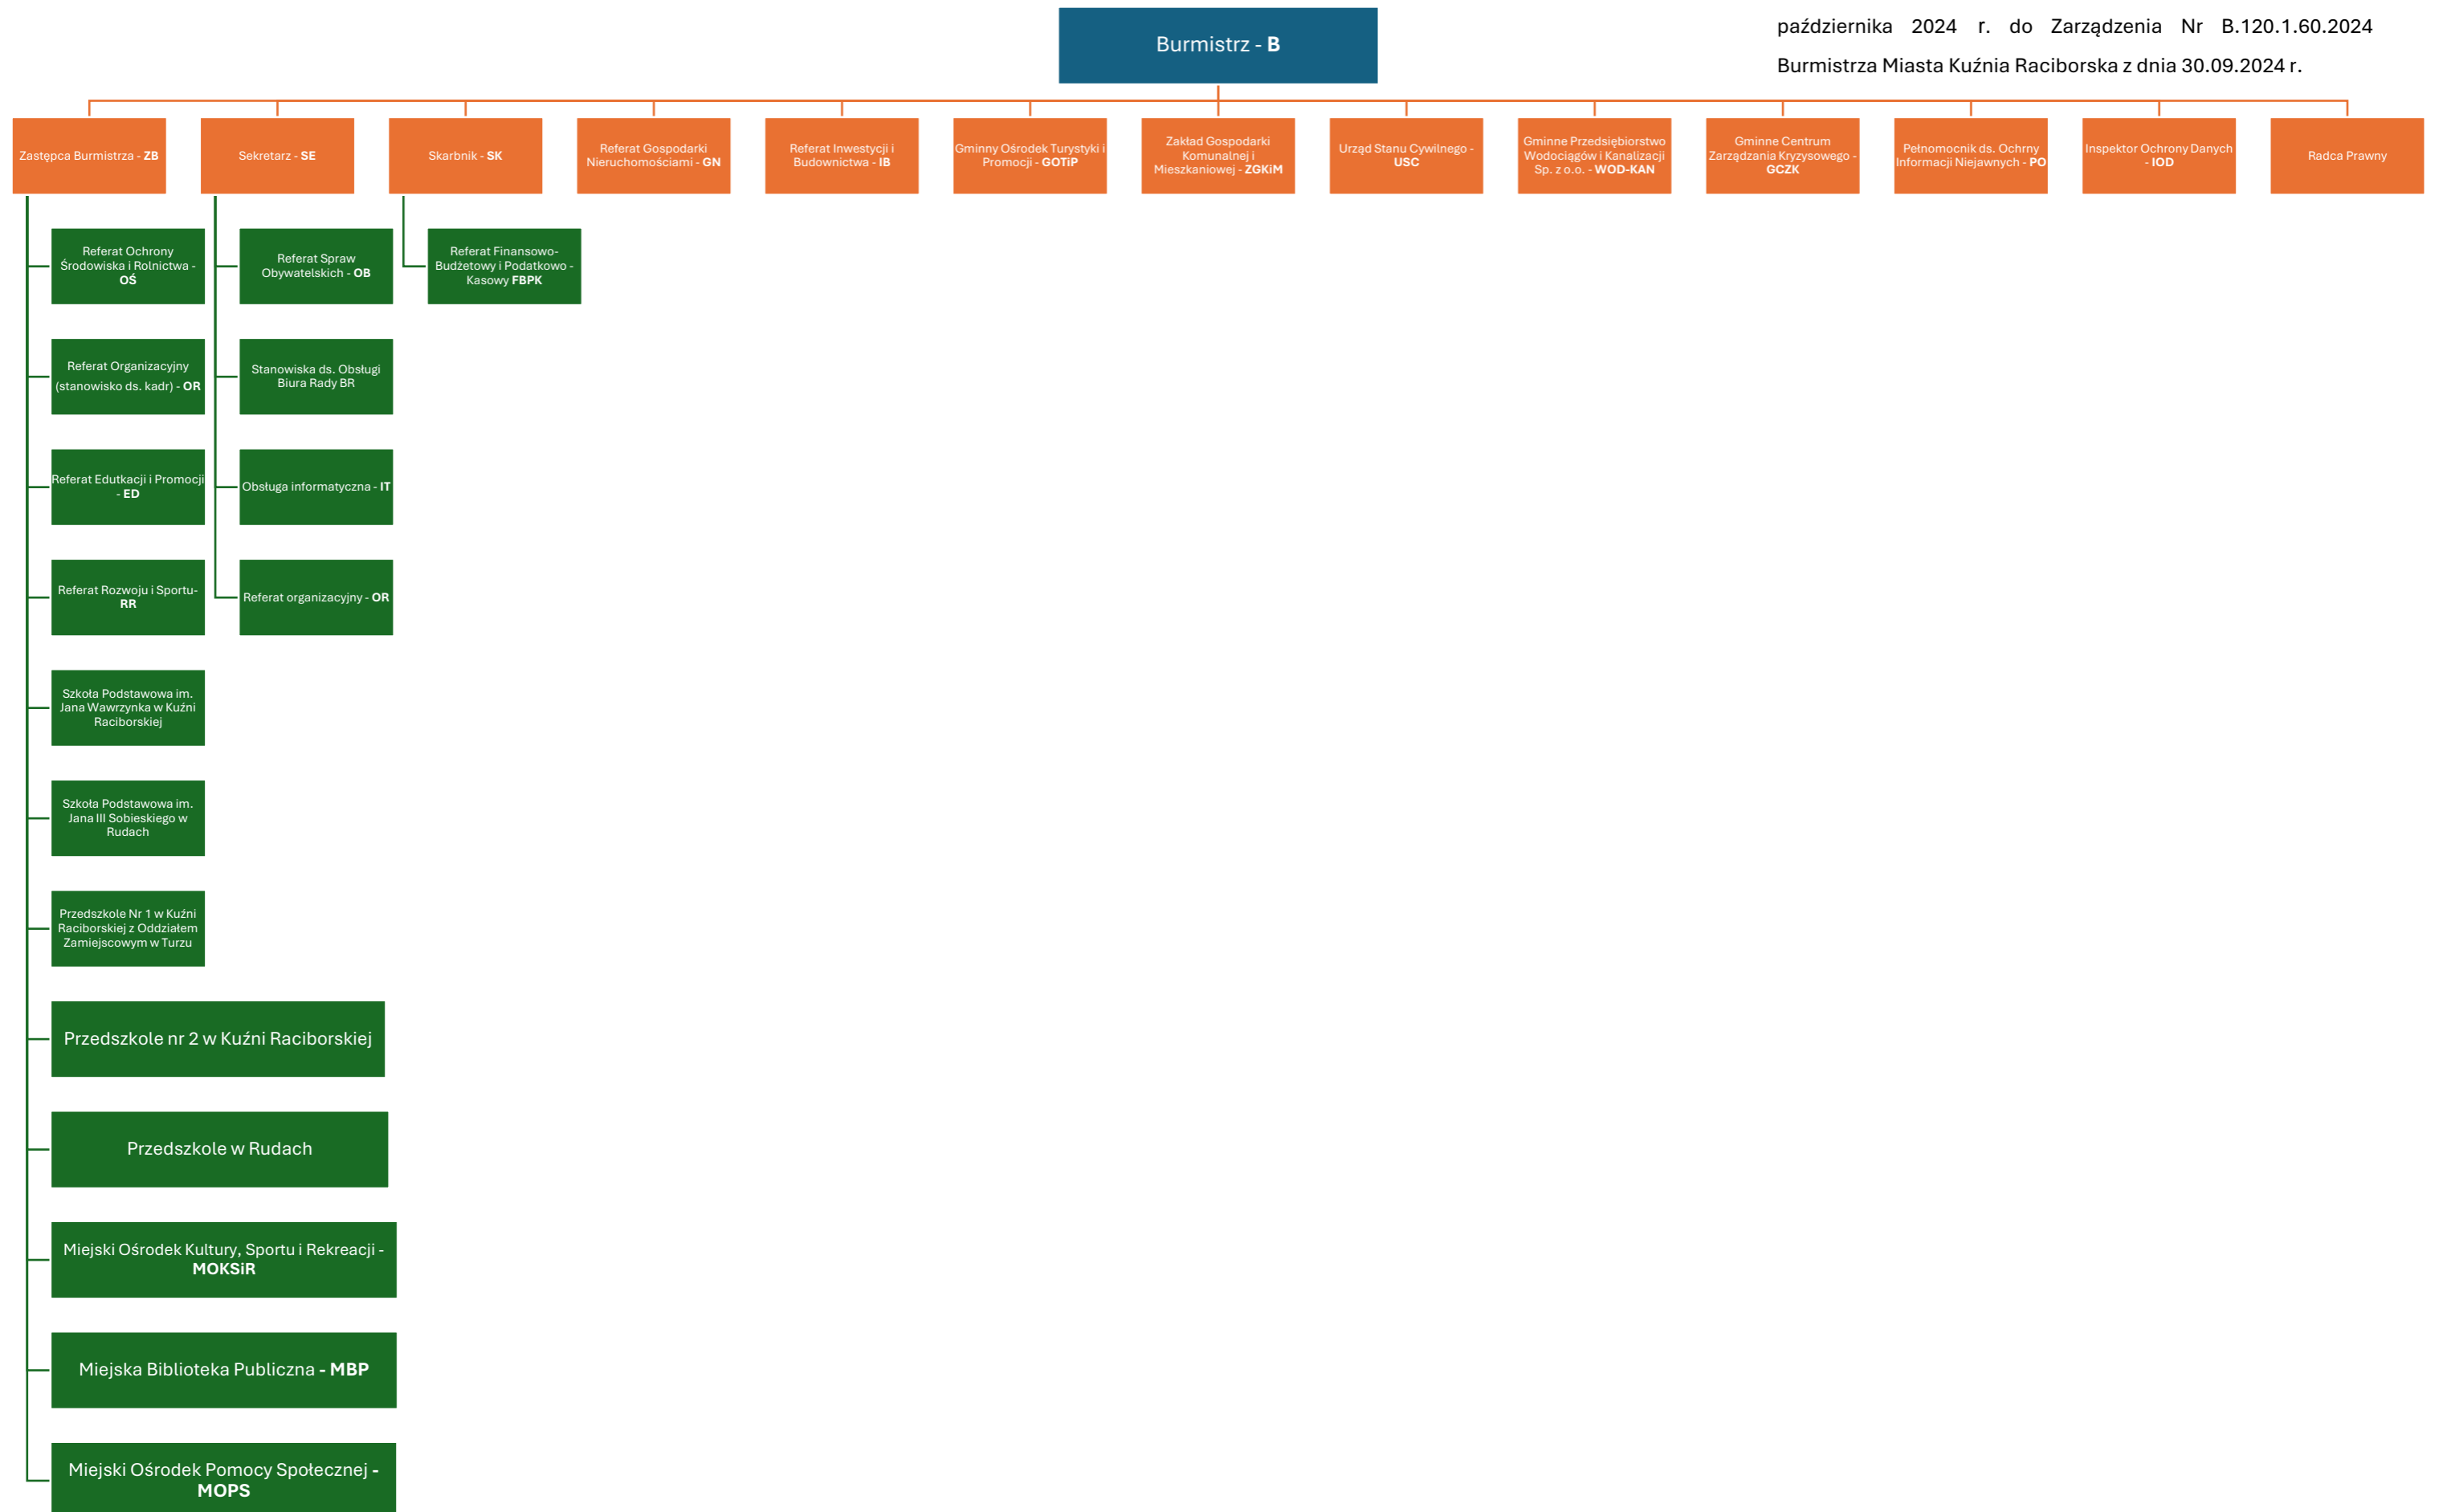 Burmistrz - B
października 2024 r. do Zarządzenia Nr B.120.1.60.2024
Burmistrza Miasta Kuźnia Raciborska z dnia 30.09.2024 r.
Zastępca Burmistrza - ZB
Sekretarz - SE
Skarbnik - SK
Referat Gospodarki
Nieruchomościami - GN
Referat Inwestycji i
Budownictwa - IB
Gminny Ośrodek Turystyki i
Promocji - GOTiP
Zakład Gospodarki
Komunalnej i
Mieszkaniowej - ZGKiM
Urząd Stanu Cywilnego -
USC
Gminne Przedsiębiorstwo
Wodociągów i Kanalizacji
Sp. z o.o. - WOD-KAN
Gminne Centrum
Zarządzania Kryzysowego -
GCZK
Pełnomocnik ds. Ochrny
Informacji Niejawnych - PO
Inspektor Ochrony Danych
- IOD
Radca Prawny
Referat Ochrony
Środowiska i Rolnictwa -
OŚ
Referat Organizacyjny
(stanowisko ds. kadr) - OR
Referat Edutkacji i Promocji
- ED
Referat Rozwoju i Sportu-
RR
Szkoła Podstawowa im.
Jana Wawrzynka w Kuźni
Raciborskiej
Szkoła Podstawowa im.
Jana III Sobieskiego w
Rudach
Przedszkole Nr 1 w Kuźni
Raciborskiej z Oddziałem
Zamiejscowym w Turzu
Przedszkole nr 2 w Kuźni Raciborskiej
Przedszkole w Rudach
Miejski Ośrodek Kultury, Sportu i Rekreacji -
MOKSiR
Miejska Biblioteka Publiczna - MBP
Miejski Ośrodek Pomocy Społecznej -
MOPS
Referat Spraw
Obywatelskich - OB
Stanowiska ds. Obsługi
Biura Rady BR
Obsługa informatyczna - IT
Referat organizacyjny - OR
Referat Finansowo-
Budżetowy i Podatkowo -
Kasowy FBPK